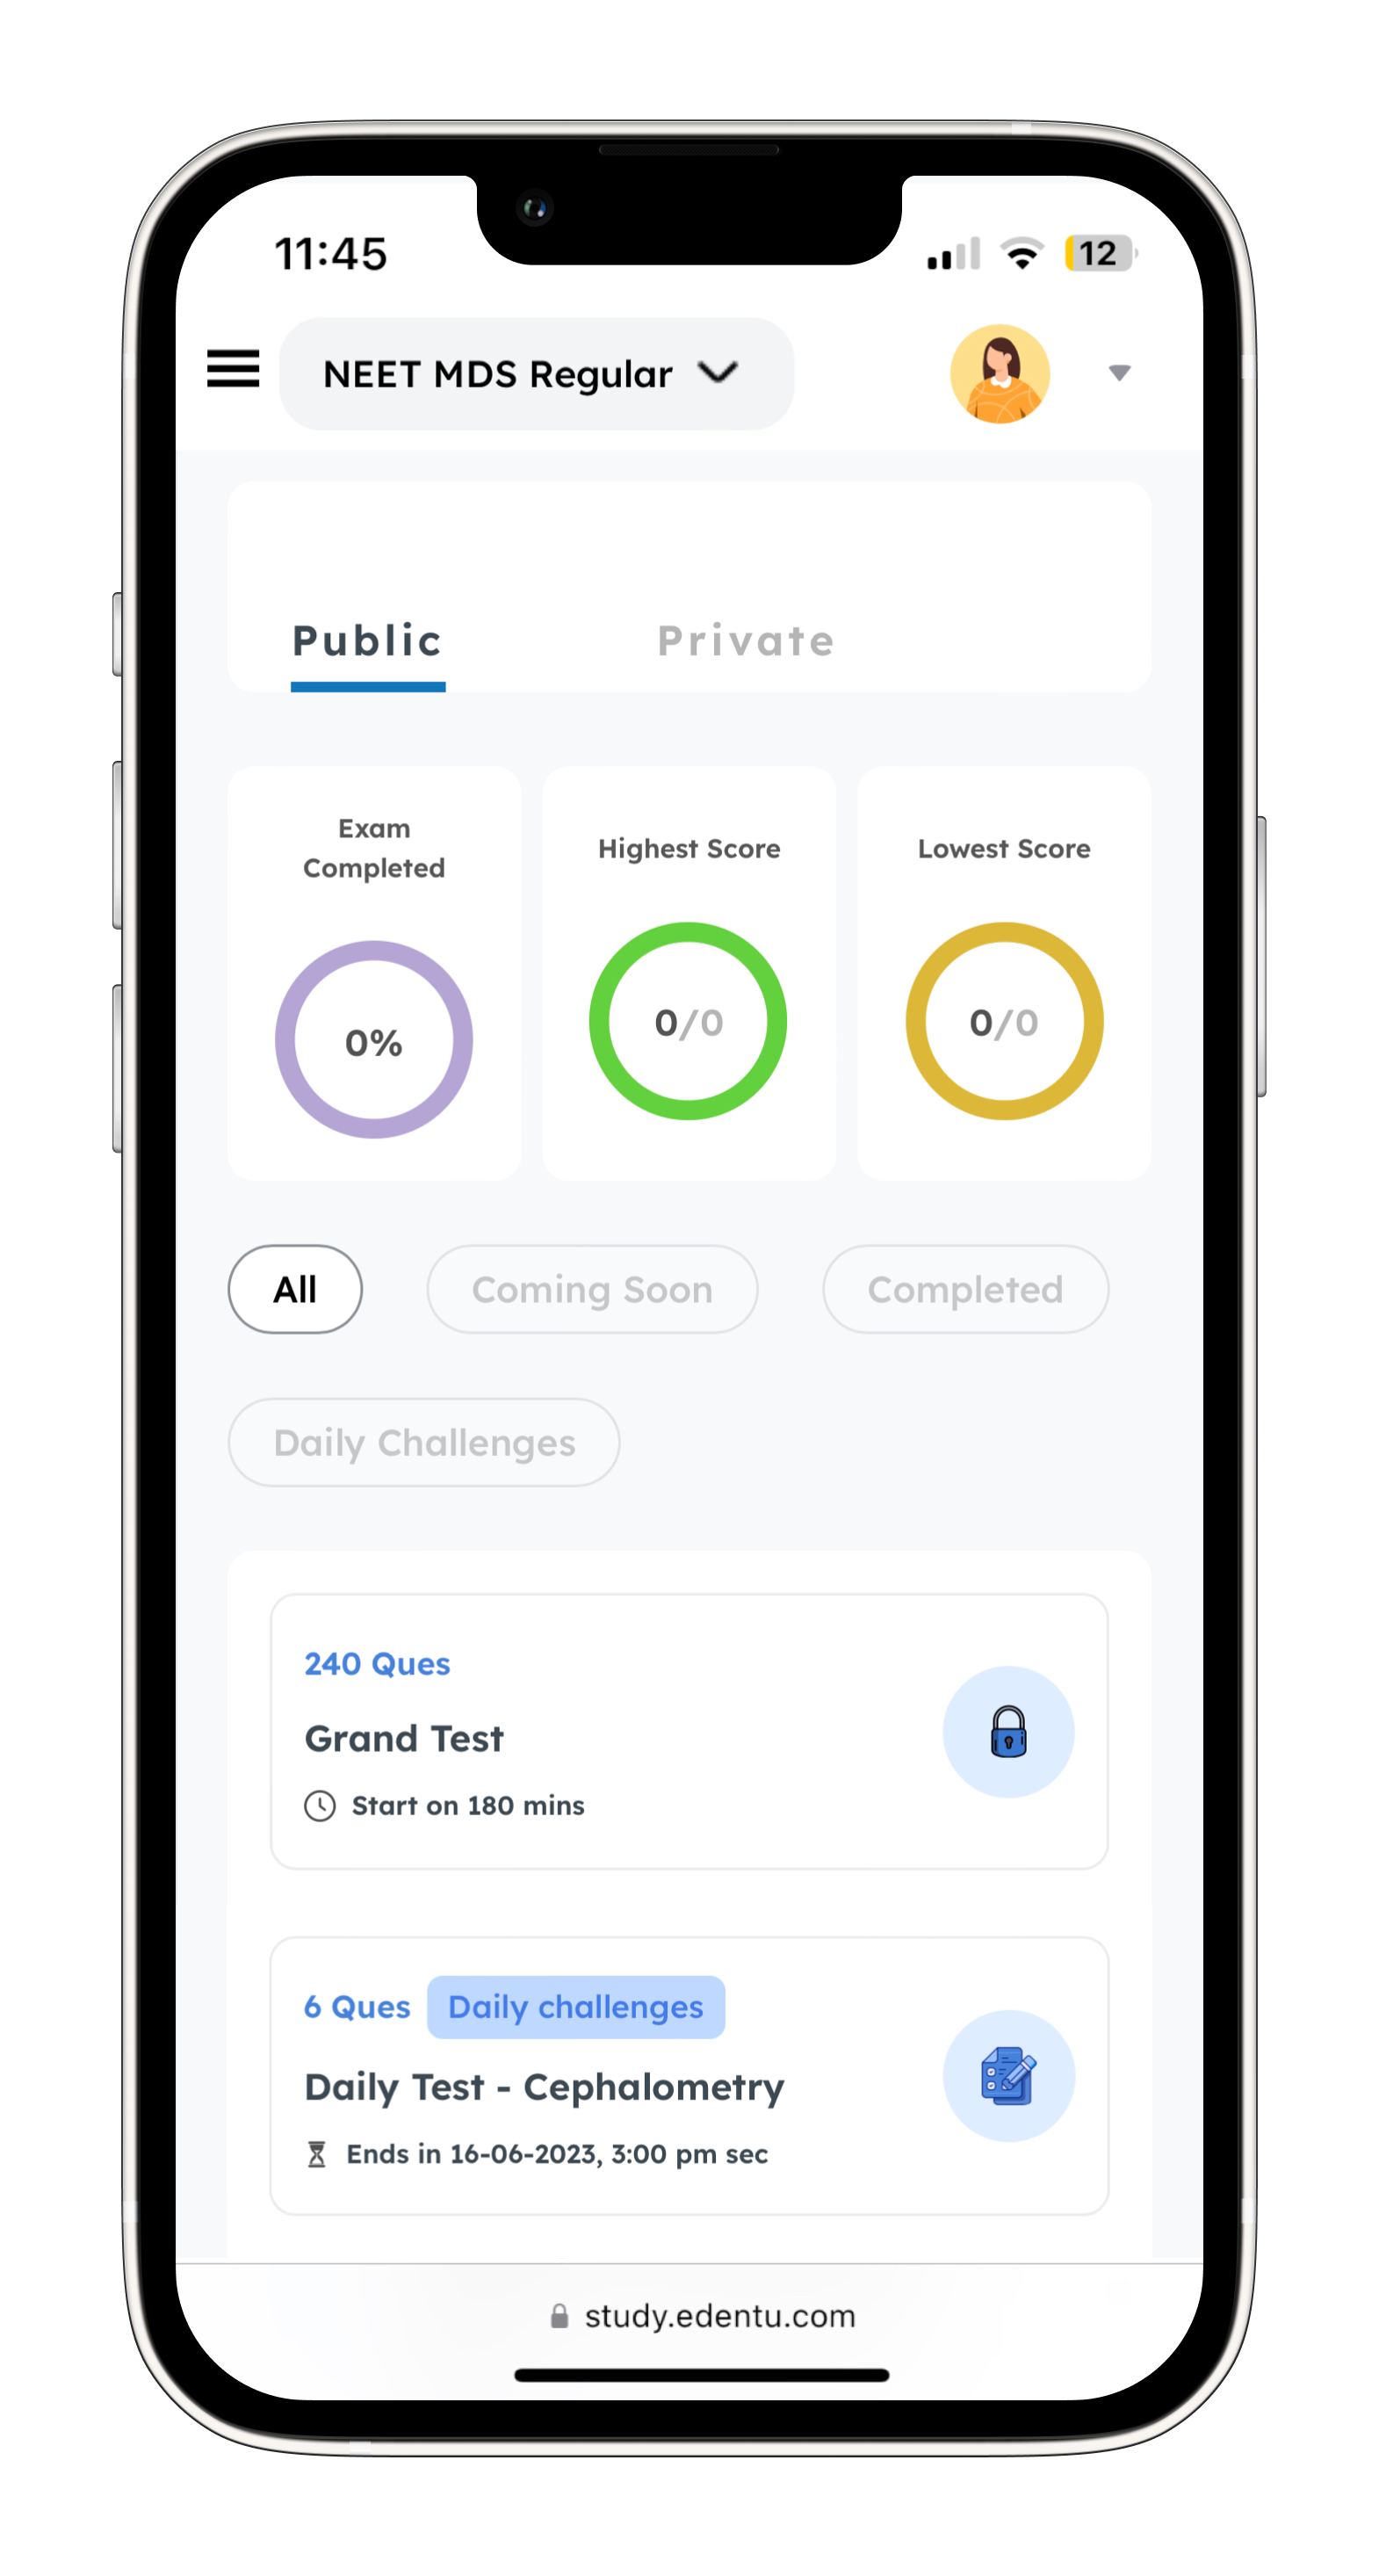 11:45
12
NEET MDS Regular
Public
Private
Exam
Completed
Highest Score
Lowest Score
0%
0/0
0/0
All
Coming Soon
Completed
Daily Challenges
240 Ques
Grand Test
Start on 180 mins
6 Ques
Daily challenges
Daily Test - Cephalometry
Ends in 16-06-2023, 3:00 pm sec
study.edentu.com